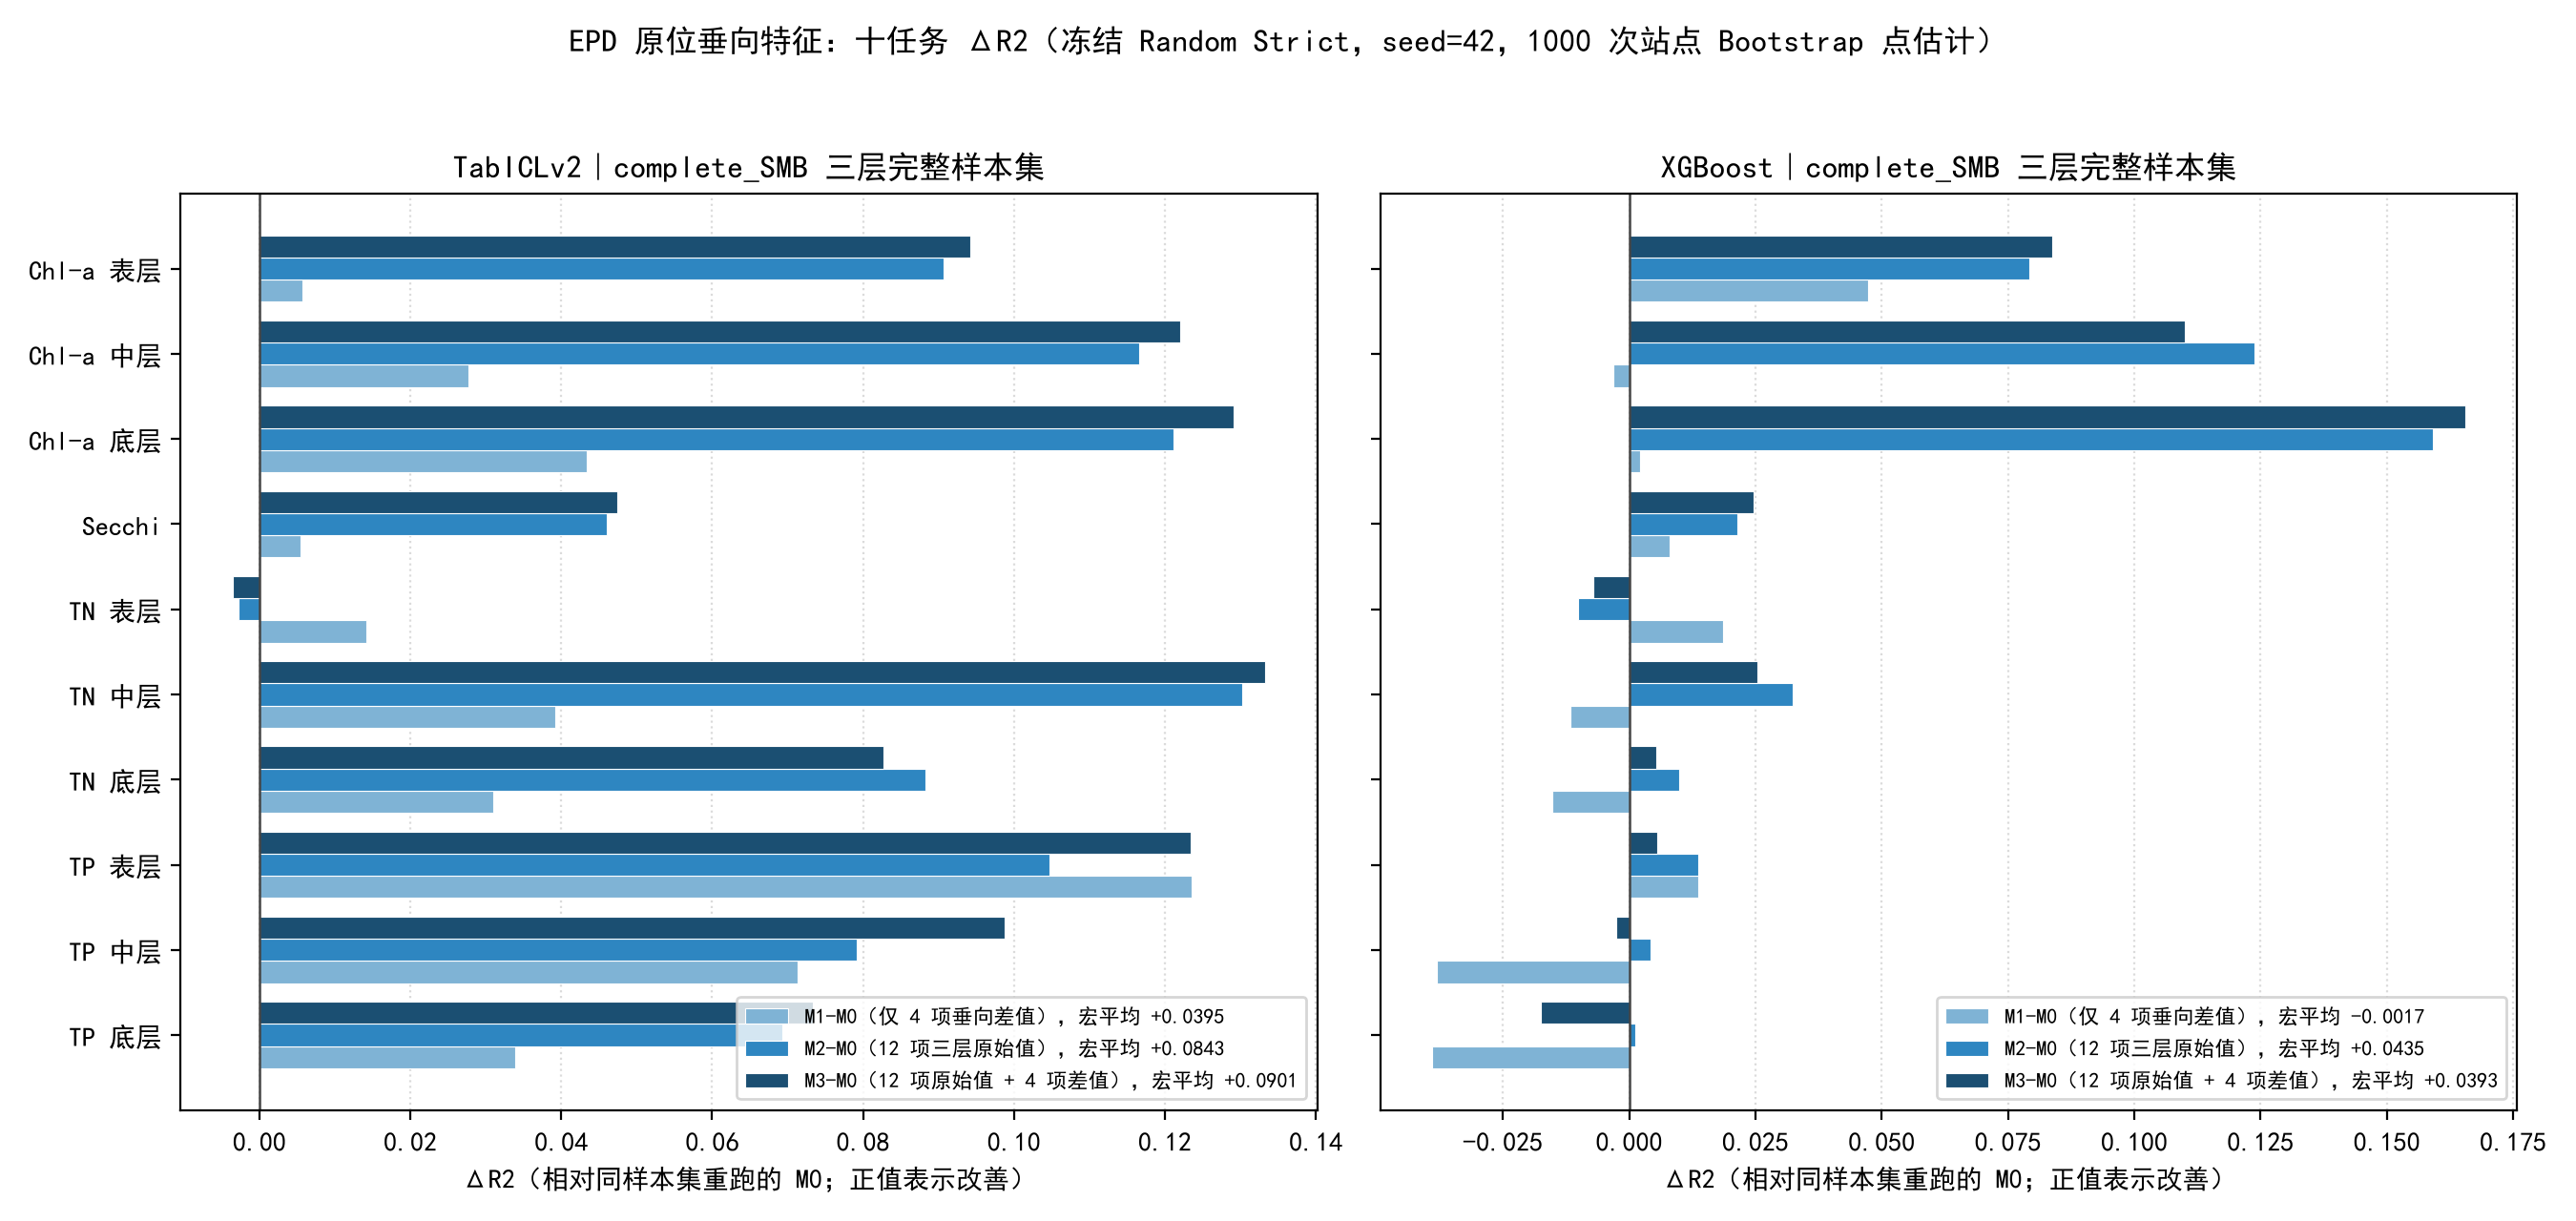 EPD 原位垂向特征：十任务 ΔR2（冻结 Random Strict, seed=42, 1000 次站点 Bootstrap 点估计）
TabICLv2｜complete_SMB 三层完整样本集
Chl-a 表层
Chl-a 中层
Chl-a 底层
Secchi
TN 表层
TN 中层
TN 底层
TP 表层
TP 中层
TP 底层
M1-M0（仅 4 项垂向差值），宏平均 +0.0395
M2-M0（12 项三层原始值），宏平均 +0.0843
M3-M0（12 项原始值 + 4 项差值），宏平均 +0.0901
0.00 0.02 0.04 0.06 0.08 0.10 0.12 0.14
ΔR2（相对同样本集重跑的 M0；正值表示改善）
XGBoost｜complete_SMB 三层完整样本集
M1-M0（仅 4 项垂向差值），宏平均 -0.0017
M2-M0（12 项三层原始值），宏平均 +0.0435
M3-M0（12 项原始值 + 4 项差值），宏平均 +0.0393
-0.025 0.000 0.025 0.050 0.075 0.100 0.125 0.150 0.175
ΔR2（相对同样本集重跑的 M0；正值表示改善）